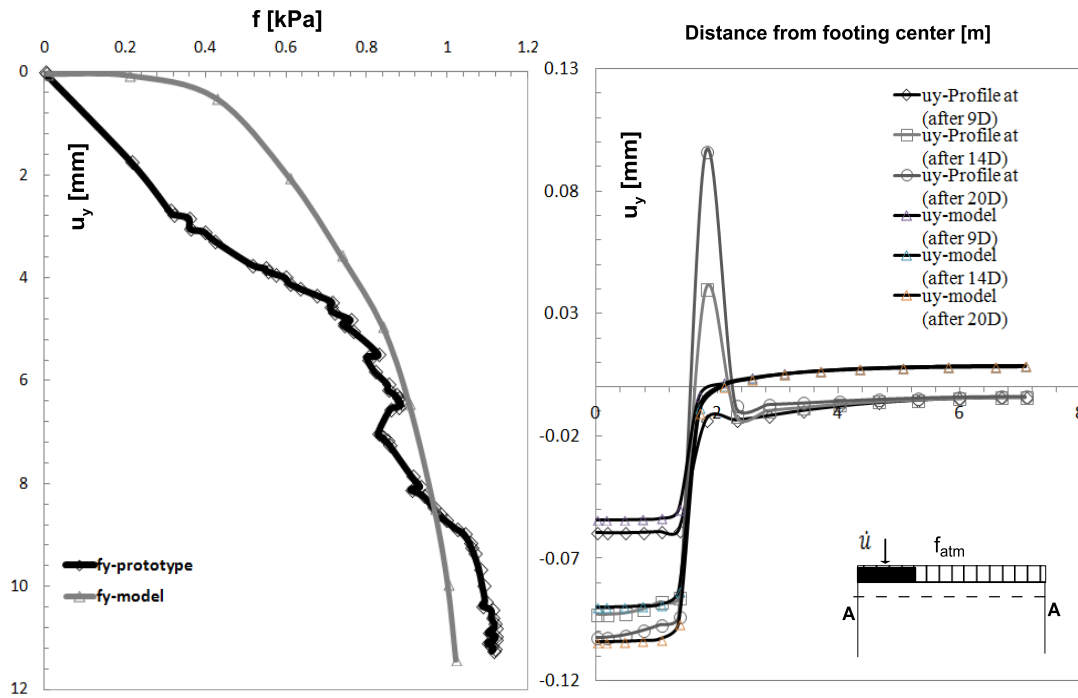 f [kPa]
0 0.2 0.4 0.6 0.8 1 1.2
0
2
4
6
8
10
12
uy [mm]
fy-prototype
fy-model
Distance from footing center [m]
0.13
0.08
0.03
-0.02
-0.07
-0.12
uy [mm]
0 2 4 6 8
uy-Profile at
(after 9D)
uy-Profile at
(after 14D)
uy-Profile at
(after 20D)
uy-model
(after 9D)
uy-model
(after 14D)
uy-model
(after 20D)
u̇ fatm
A A